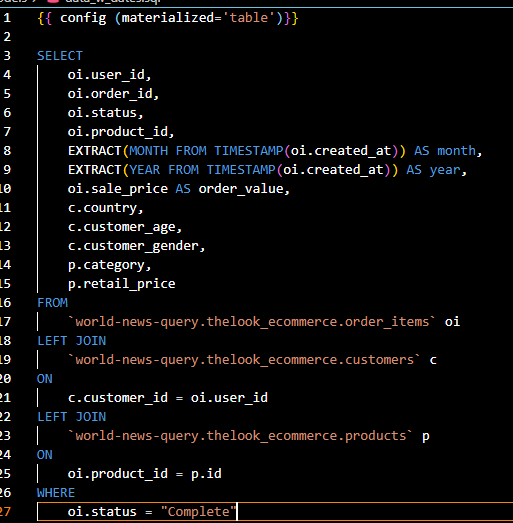 1 {{ config (materialized='table')}}
2
3 SELECT
4 oi.user_id,
5 oi.order_id,
6 oi.status,
7 oi.product_id,
8 EXTRACT(MONTH FROM TIMESTAMP(oi.created_at)) AS month,
9 EXTRACT(YEAR FROM TIMESTAMP(oi.created_at)) AS year,
10 oi.sale_price AS order_value,
11 c.country,
12 c.customer_age,
13 c.customer_gender,
14 p.category,
15 p.retail_price
16 FROM
17 `world-news-query.thelook_ecommerce.order_items` oi
18 LEFT JOIN
19 `world-news-query.thelook_ecommerce.customers` c
20 ON
21 c.customer_id = oi.user_id
22 LEFT JOIN
23 `world-news-query.thelook_ecommerce.products` p
24 ON
25 oi.product_id = p.id
26 WHERE
27 oi.status = "Complete"